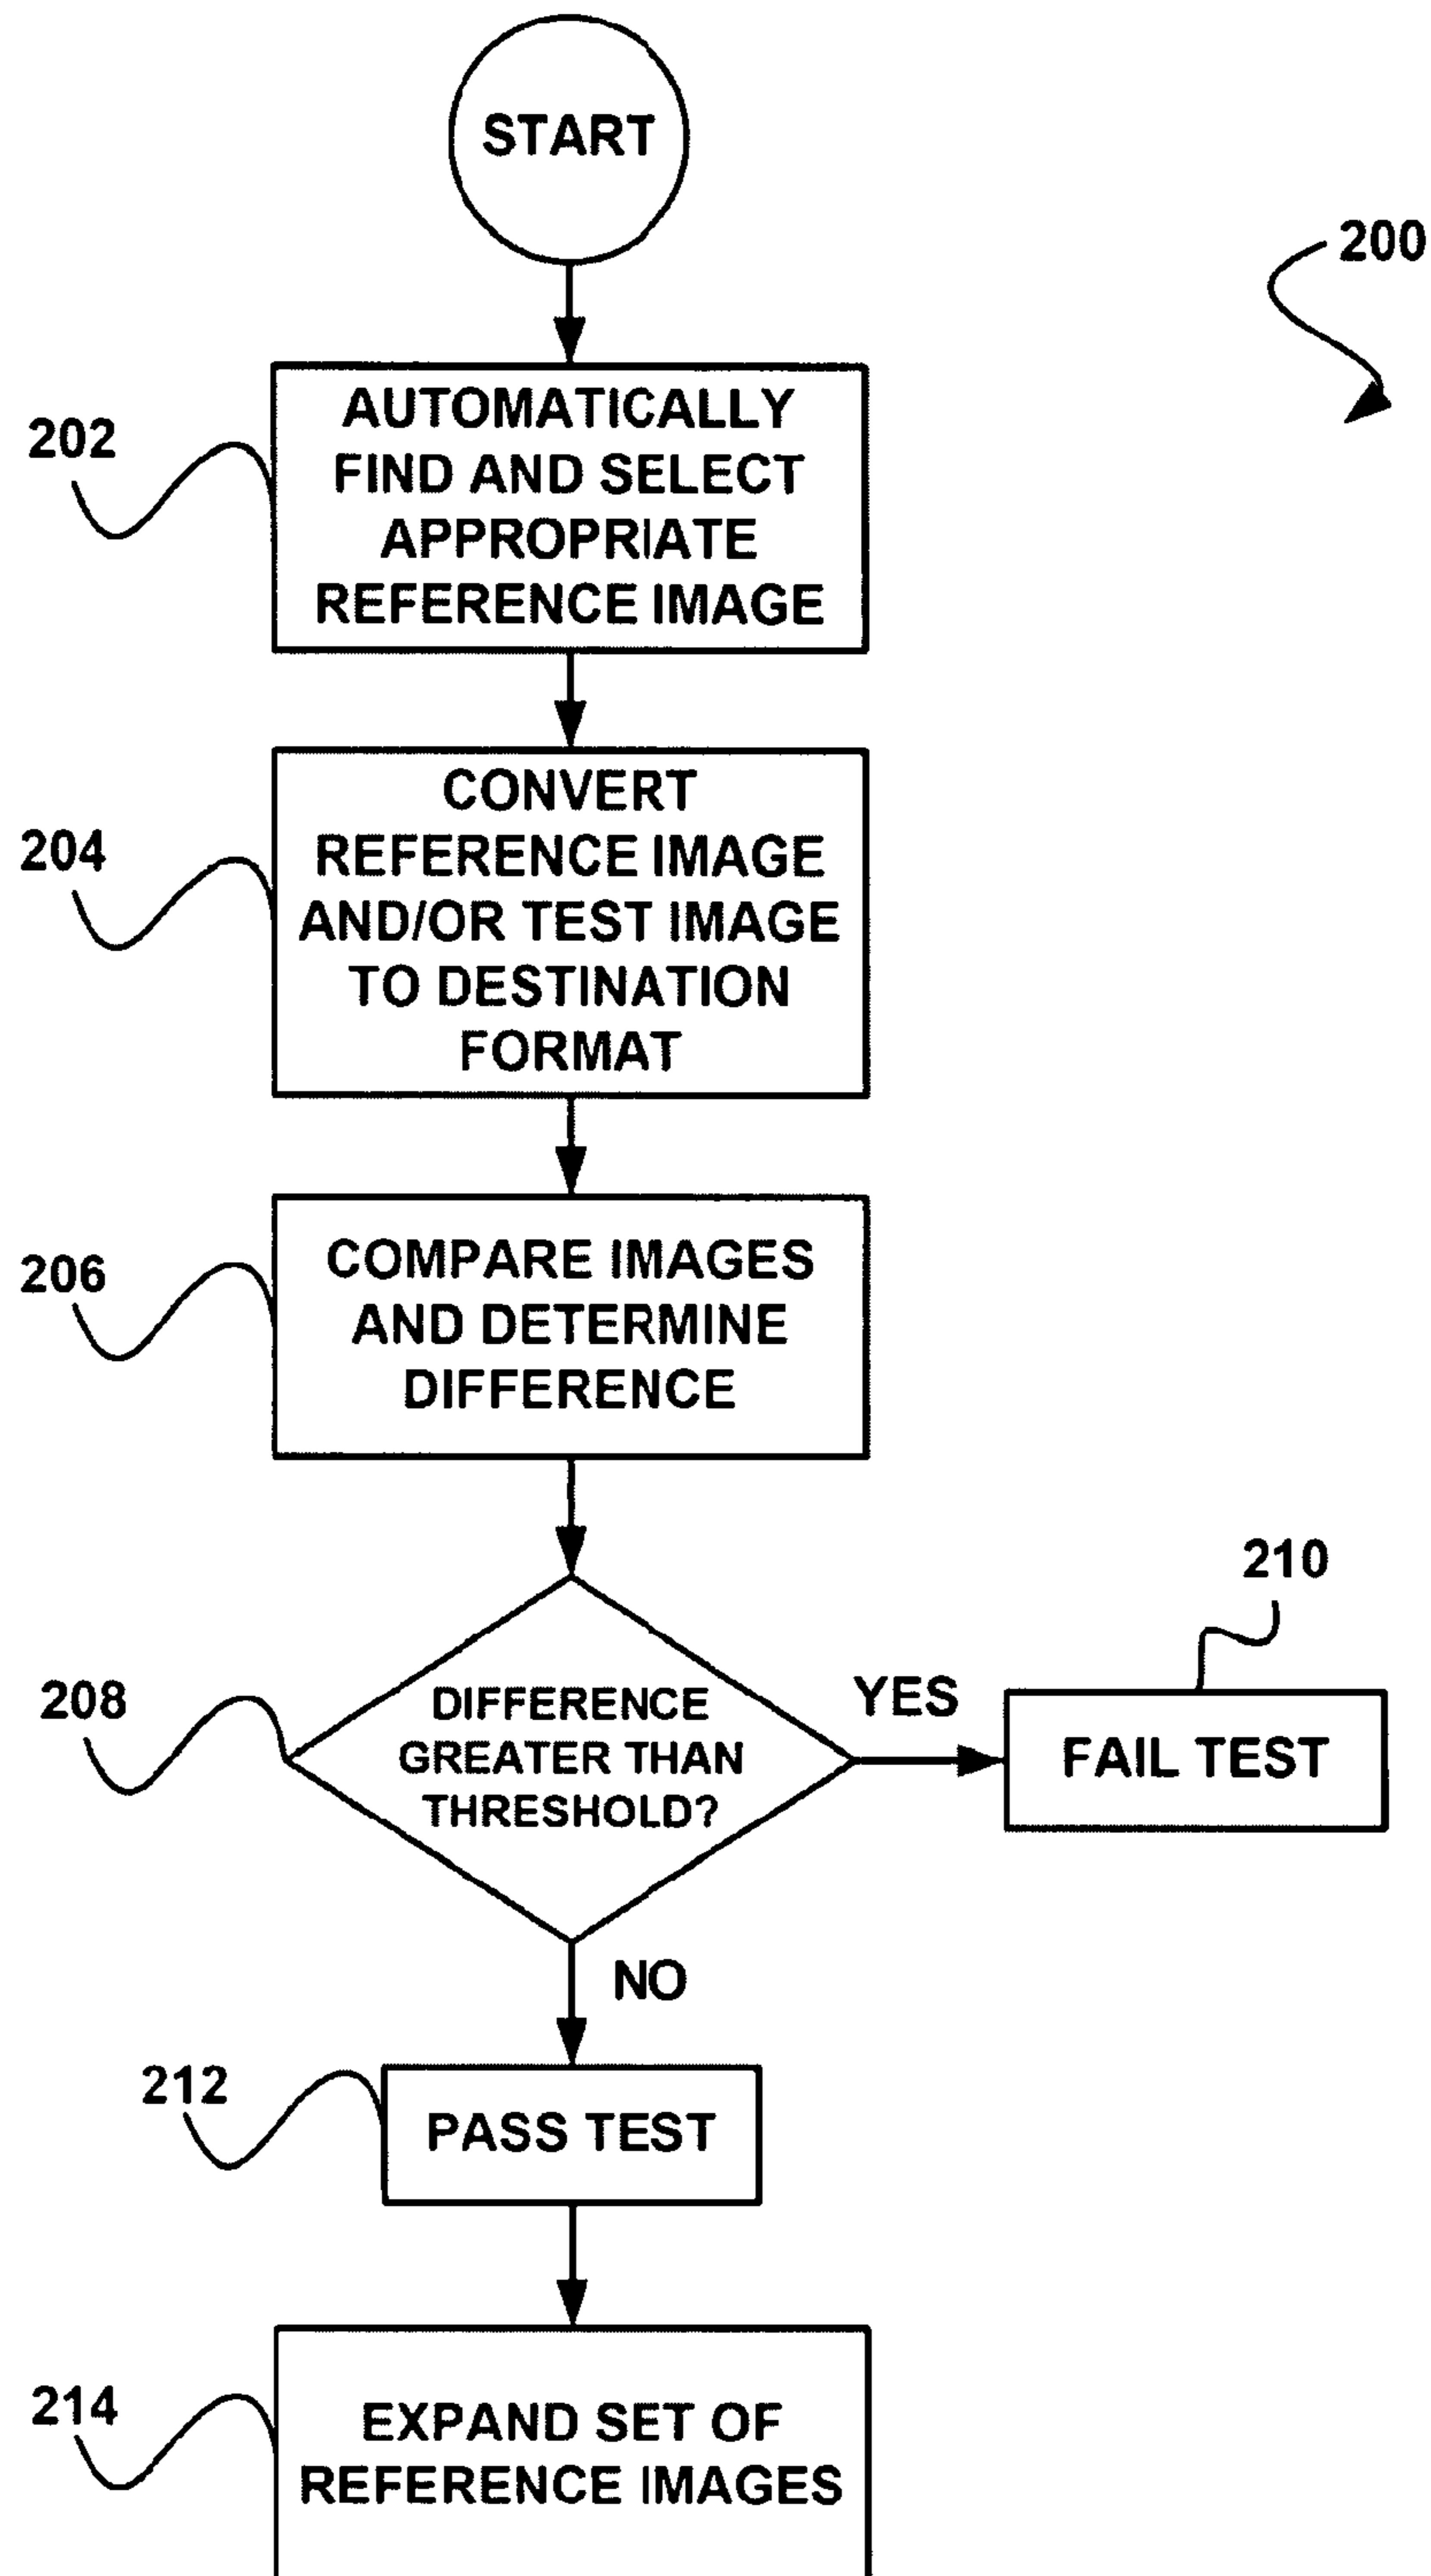 START
200
202
AUTOMATICALLY
FIND AND SELECT
APPROPRIATE
REFERENCE IMAGE
204
CONVERT
REFERENCE IMAGE
AND/OR TEST IMAGE
TO DESTINATION
FORMAT
206
COMPARE IMAGES
AND DETERMINE
DIFFERENCE
208
DIFFERENCE
GREATER THAN
THRESHOLD?
YES
210
FAIL TEST
NO
212
PASS TEST
214
EXPAND SET OF
REFERENCE IMAGES